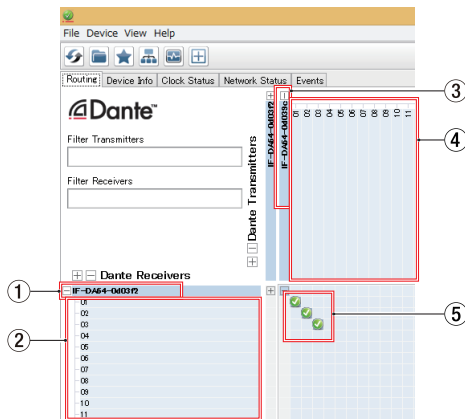 File Device View Help
Routing Device Info Clock Status Network Status Events
Dante™
Filter Transmitters
Filter Receivers
Dante Transmitters
IF-DA64-0d03f2
IF-DA64-0d039c
01 02 03 04 05 06 07 08 09 10 11
3
4
Dante Receivers
1
IF-DA64-0d03f2
2
01
02
03
04
05
06
07
08
09
10
11
5